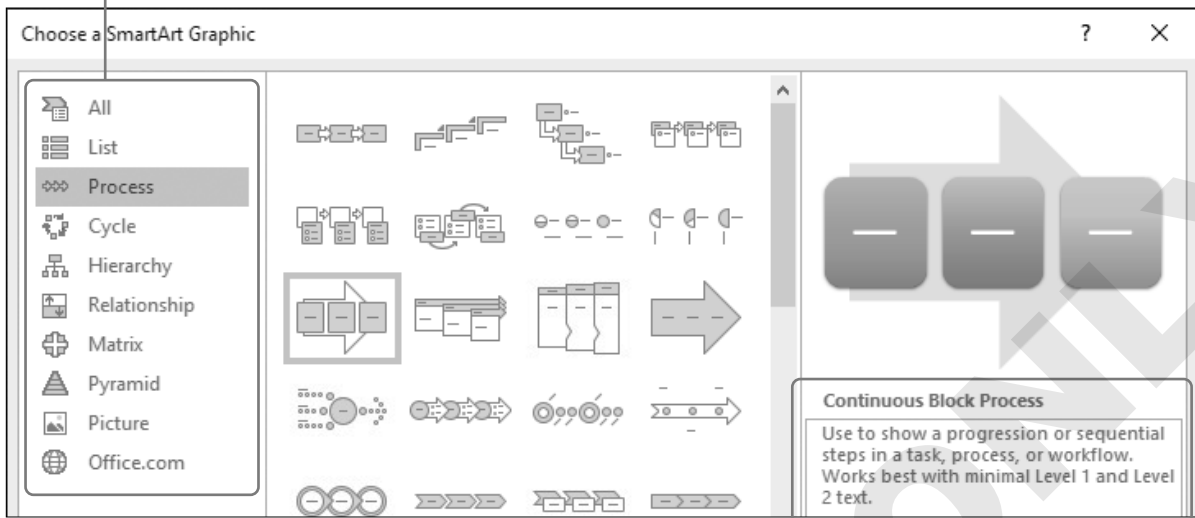 Choose a SmartArt Graphic
?
All
List
Process
Cycle
Hierarchy
Relationship
Matrix
Pyramid
Picture
Office.com
Continuous Block Process
Use to show a progression or sequential
steps in a task, process, or workflow.
Works best with minimal Level 1 and Level
2 text.
ONLY